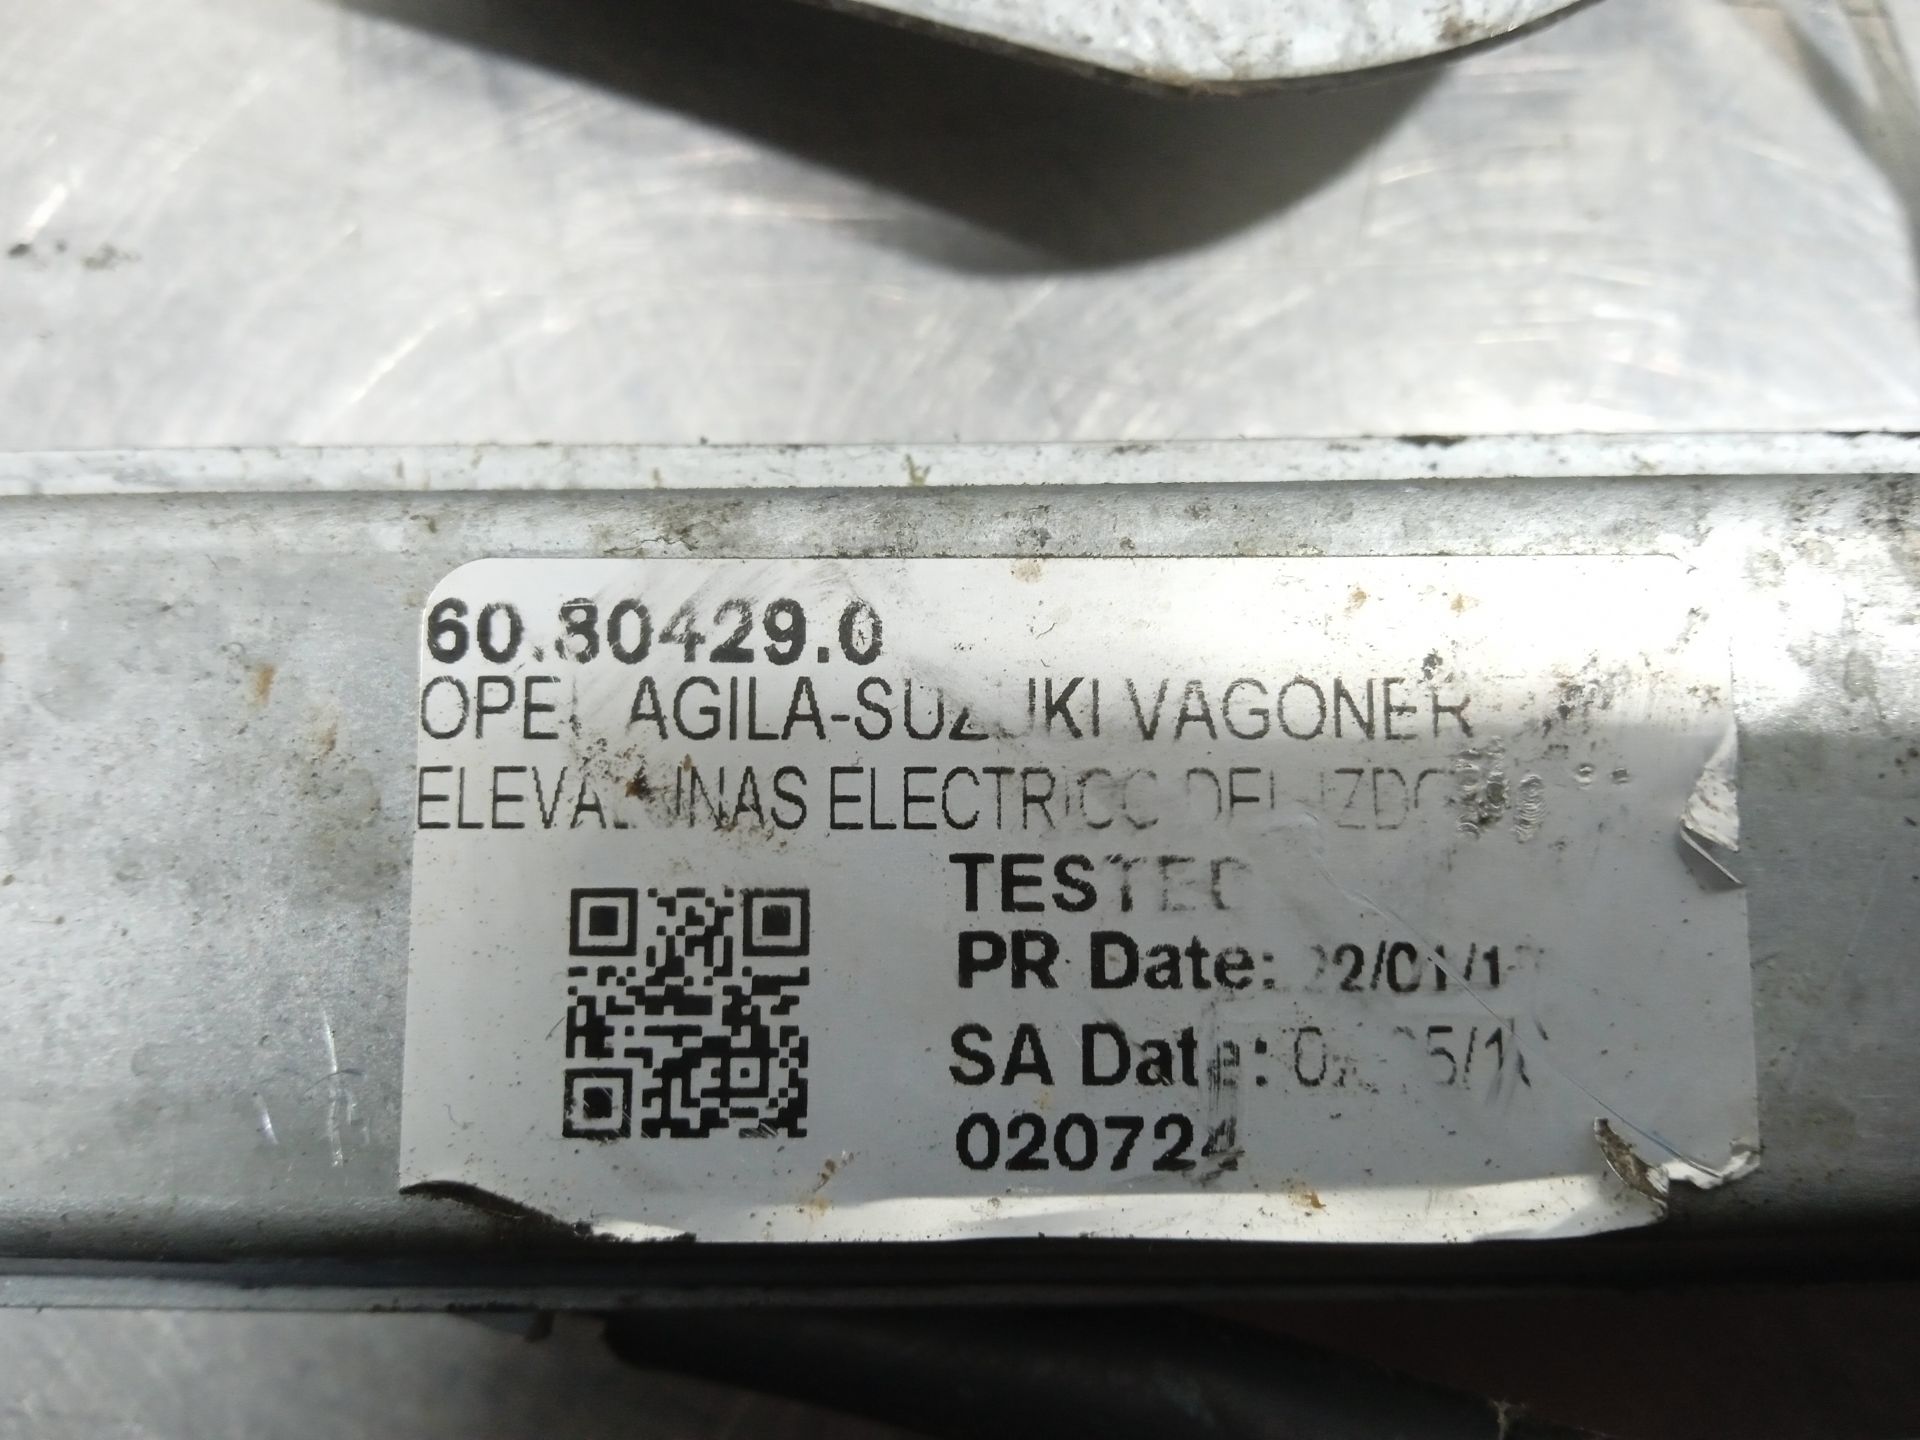 60.80429.0
OPEL AGILA-SUZUKI VAGONER
ELEVALUNAS ELECTRICO DEL IZDO
TESTED
PR Date:
SA Date:
020724